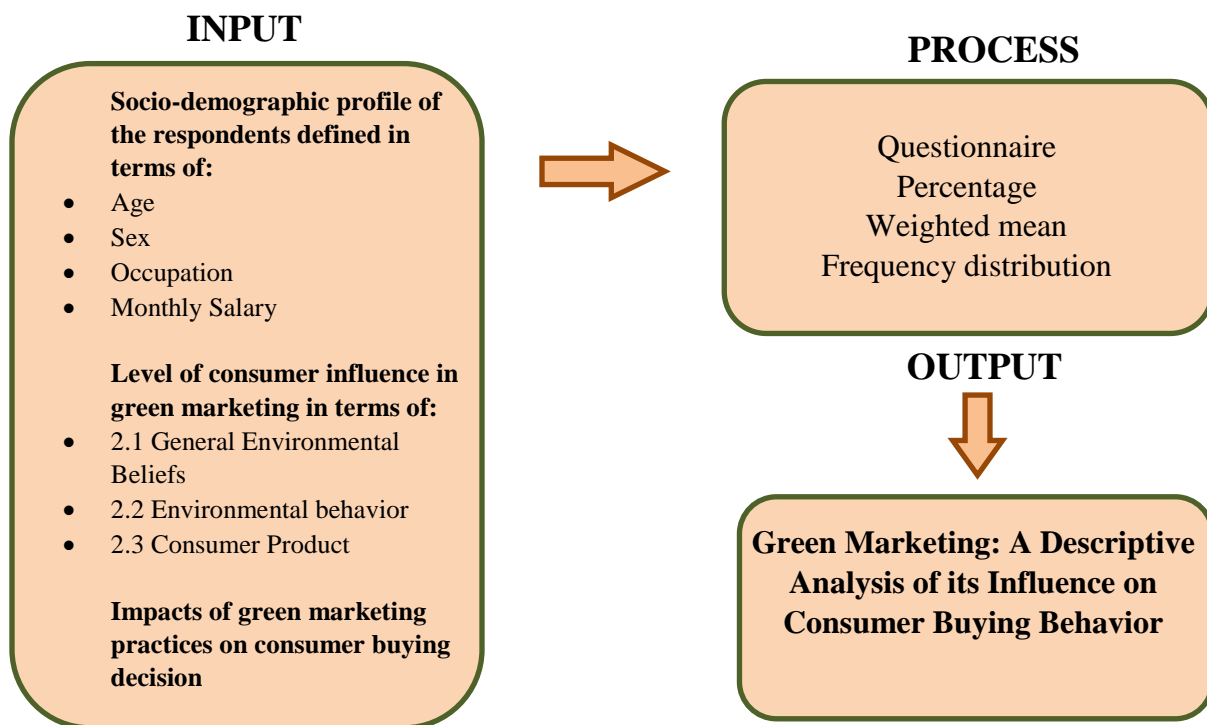 INPUT
Socio-demographic profile of
the respondents defined in
terms of:
• Age
• Sex
• Occupation
• Monthly Salary
Level of consumer influence in
green marketing in terms of:
• 2.1 General Environmental
Beliefs
• 2.2 Environmental behavior
• 2.3 Consumer Product
Impacts of green marketing
practices on consumer buying
decision
PROCESS
Questionnaire
Percentage
Weighted mean
Frequency distribution
OUTPUT
Green Marketing: A Descriptive
Analysis of its Influence on
Consumer Buying Behavior